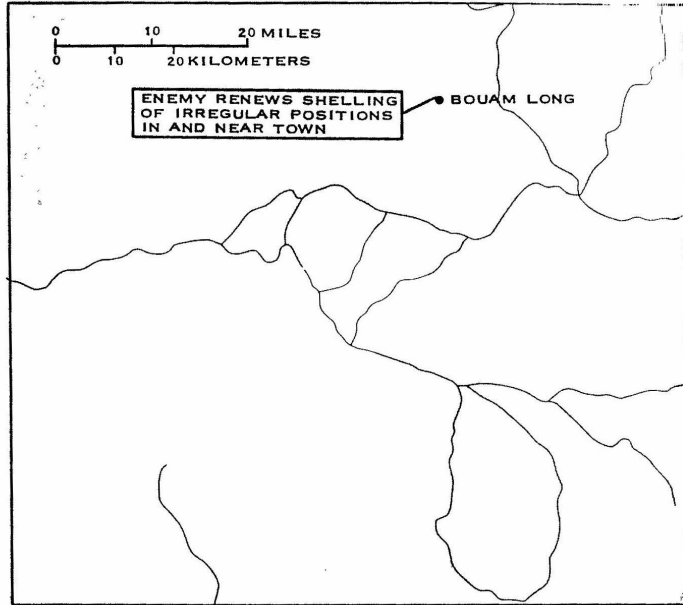 0 10 20 MILES
0 10 20 KILOMETERS
ENEMY RENEWS SHELLING
OF IRREGULAR POSITIONS
IN AND NEAR TOWN
BOUAM LONG